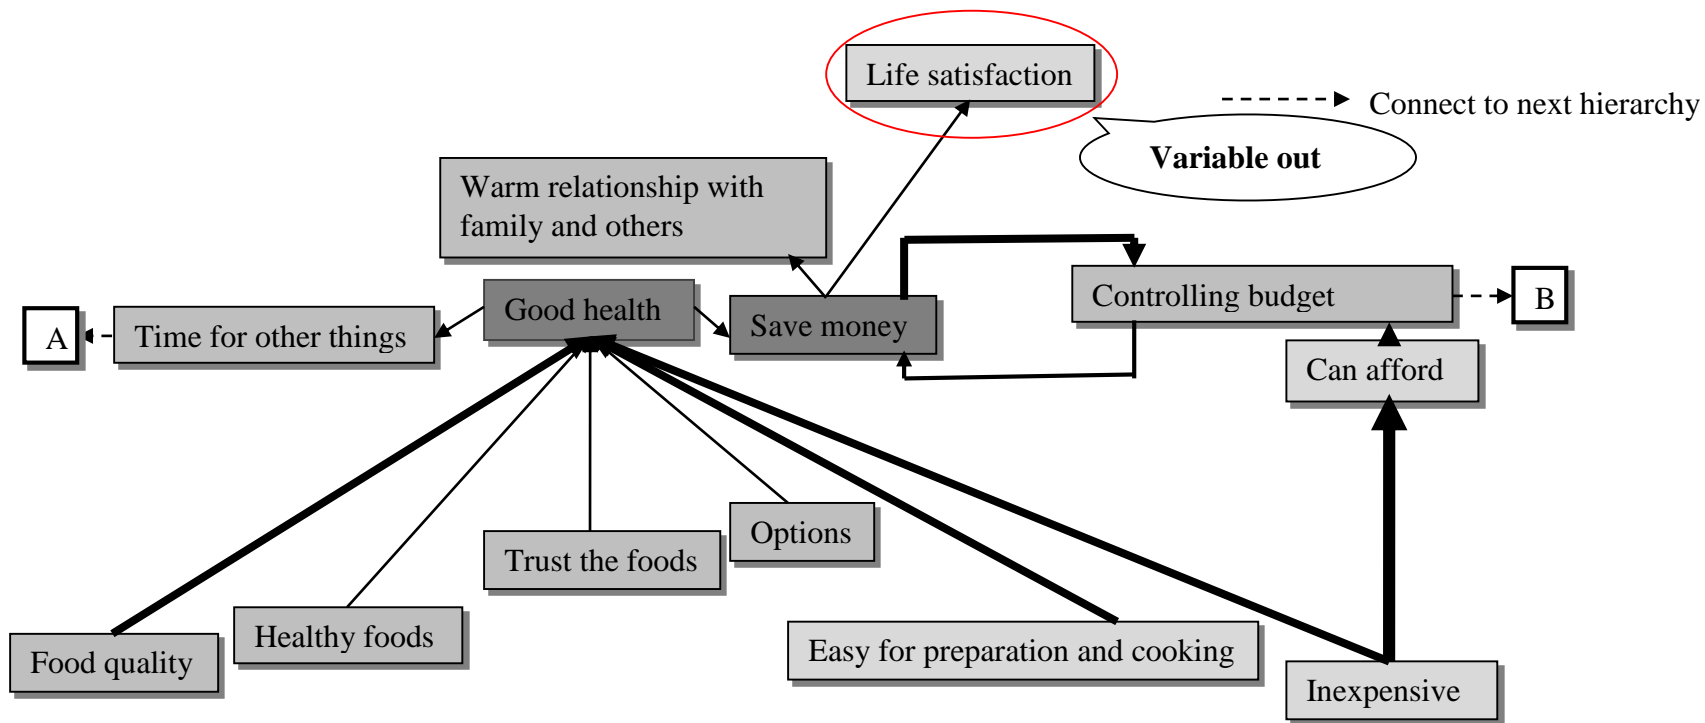 Life satisfaction
Connect to next hierarchy
Variable out
Warm relationship with
family and others
Controlling budget
B
Good health
Save money
A
Time for other things
Can afford
Options
Trust the foods
Healthy foods
Easy for preparation and cooking
Food quality
Inexpensive